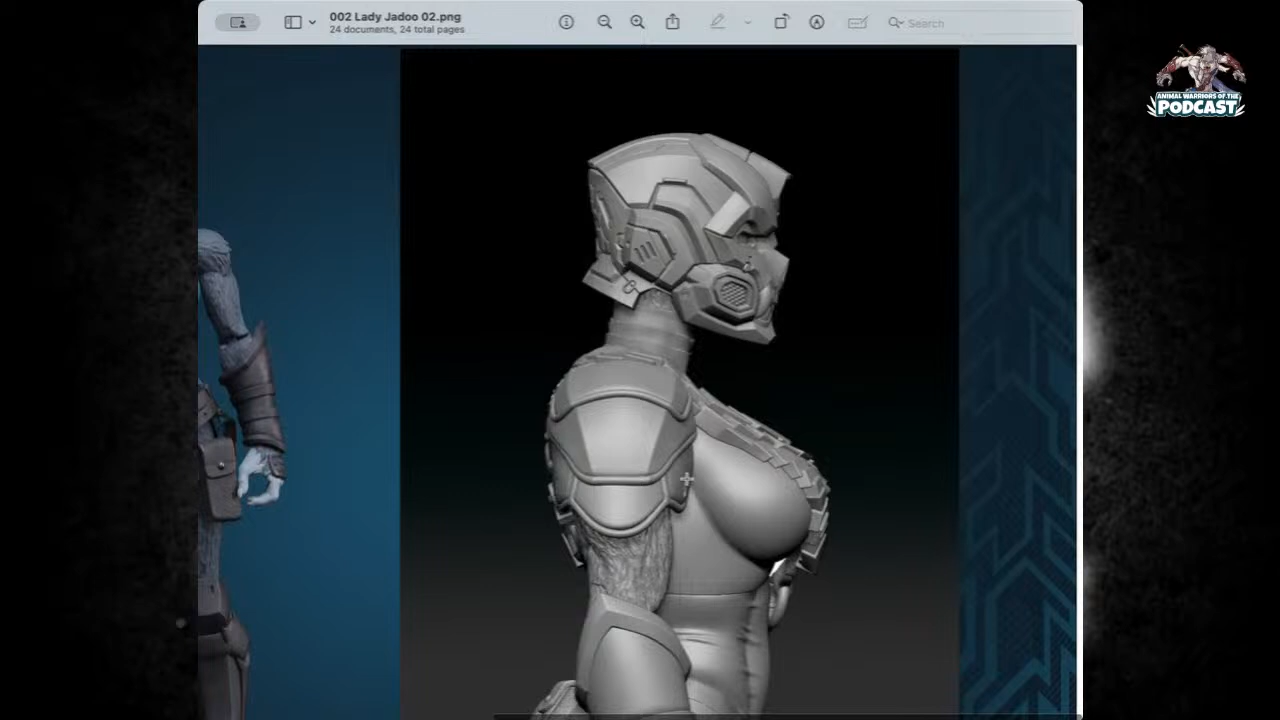 002 Lady Jadoo 02.png
24 documents, 24 total pages
Search
ANIMAL WARRIORS OF THE
PODCAST